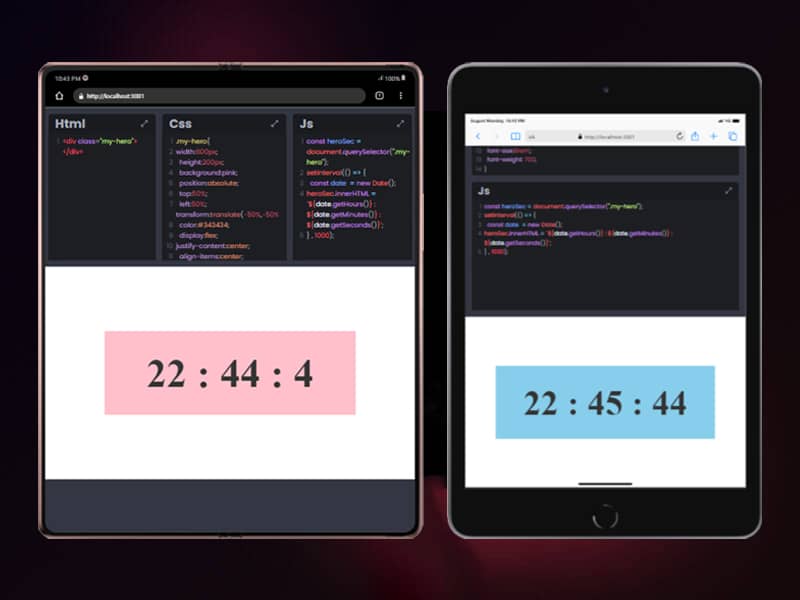 10:43 PM
100%
http://localhost:3001
Html
1 <div class="my-hero">
</div>
Css
1 .my-hero{
2 width:600px;
3 height:200px;
4 background:pink;
5 position:absolute;
6 top:50%;
7 left:50%;
transform:translate(-50%,-50%
8 color:#343434;
9 display:flex;
10 justify-content:center;
align-items:center;
Js
1 const heroSec =
document.querySelector(".my-
hero");
2 setInterval(() => {
3 const date = new Date();
4 heroSec.innerHTML =
`${date.getHours()} :
${date.getMinutes()} :
${date.getSeconds()}`;
} , 1000);
22 : 44 : 4
August Monday
http://localhost:3001
font-weight: 700;
}
Js
1 const heroSec = document.querySelector(".my-hero");
2 setInterval(() => {
3 const date = new Date();
4 heroSec.innerHTML = `${date.getHours()} : ${date.getMinutes()} :
${date.getSeconds()}`;
} , 1000);
22 : 45 : 44